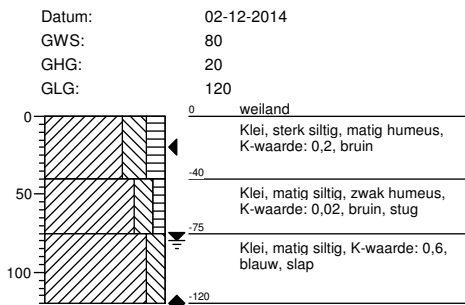 Datum: 02-12-2014
GWS: 80
GHG: 20
GLG: 120
0
0 weiland
Klei, sterk siltig, matig humeus,
K-waarde: 0,2, bruin
-40
50
Klei, matig siltig, zwak humeus,
K-waarde: 0,02, bruin, stug
-75
Klei, matig siltig, K-waarde: 0,6,
blauw, slap
100
-120